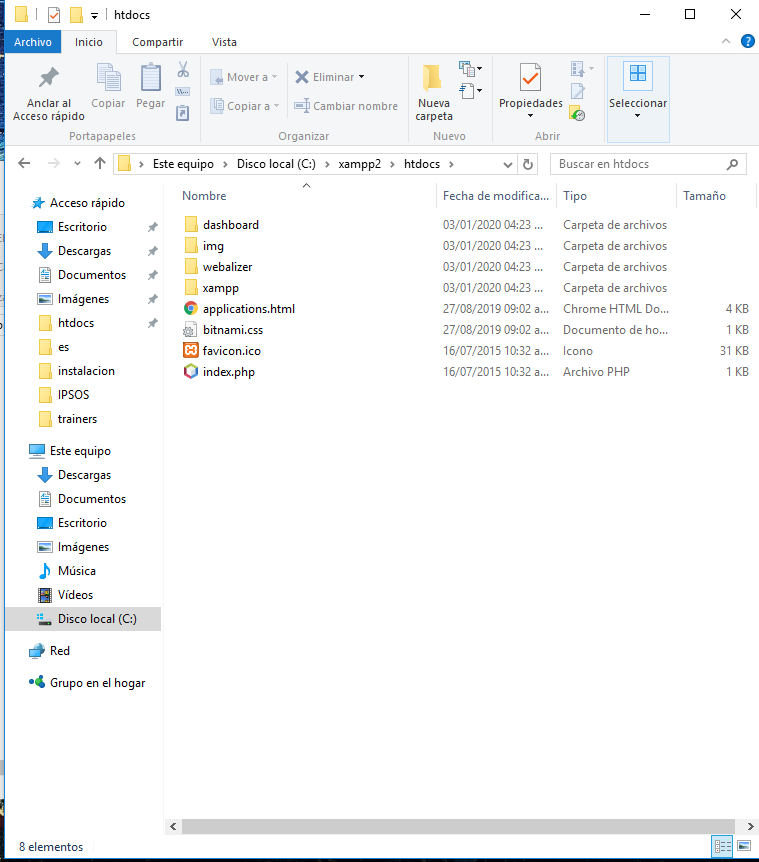 htdocs
Archivo Inicio Compartir Vista
Anclar al Acceso rápido
Copiar
Pegar
Portapapeles
Mover a
Copiar a
Eliminar
Cambiar nombre
Organizar
Nueva carpeta
Nuevo
Propiedades
Abrir
Seleccionar
Este equipo > Disco local (C:) > xampp2 > htdocs >
Buscar en htdocs
Acceso rápido
Escritorio
Descargas
Documentos
Imágenes
htdocs
es
instalacion
IPSOS
trainers
Este equipo
Descargas
Documentos
Escritorio
Imágenes
Música
Vídeos
Disco local (C:)
Red
Grupo en el hogar
Nombre Fecha de modifica... Tipo Tamaño
dashboard 03/01/2020 04:23 ... Carpeta de archivos
img 03/01/2020 04:23 ... Carpeta de archivos
webalizer 03/01/2020 04:23 ... Carpeta de archivos
xampp 03/01/2020 04:23 ... Carpeta de archivos
applications.html 27/08/2019 09:02 a... Chrome HTML Do... 4 KB
bitnami.css 27/08/2019 09:02 a... Documento de ho... 1 KB
favicon.ico 16/07/2015 10:32 a... Icono 31 KB
index.php 16/07/2015 10:32 a... Archivo PHP 1 KB
8 elementos